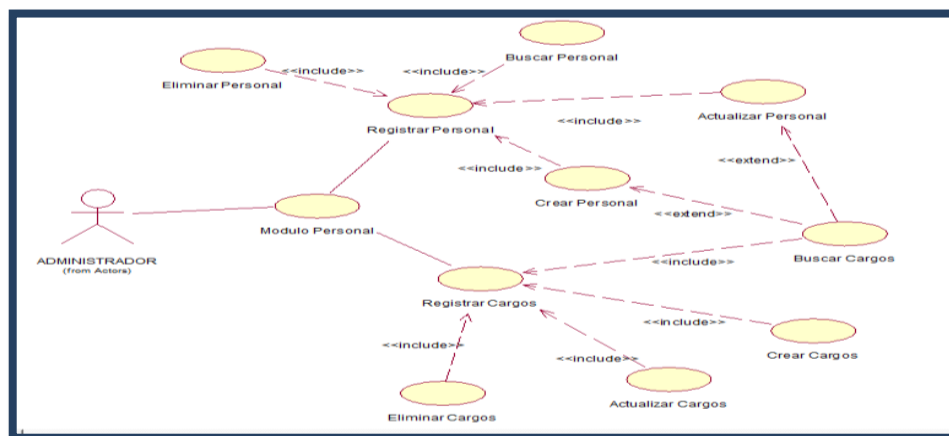 Buscar Personal
<<include>>
<<include>>
Eliminar Personal
Actualizar Personal
<<include>>
Registrar Personal
<<extend>>
<<include>>
Crear Personal
<<extend>>
Modulo Personal
Buscar Cargos
<<include>>
ADMINISTRADOR
(from Actors)
Registrar Cargos
<<include>>
Crear Cargos
<<include>>
<<include>>
Actualizar Cargos
Eliminar Cargos